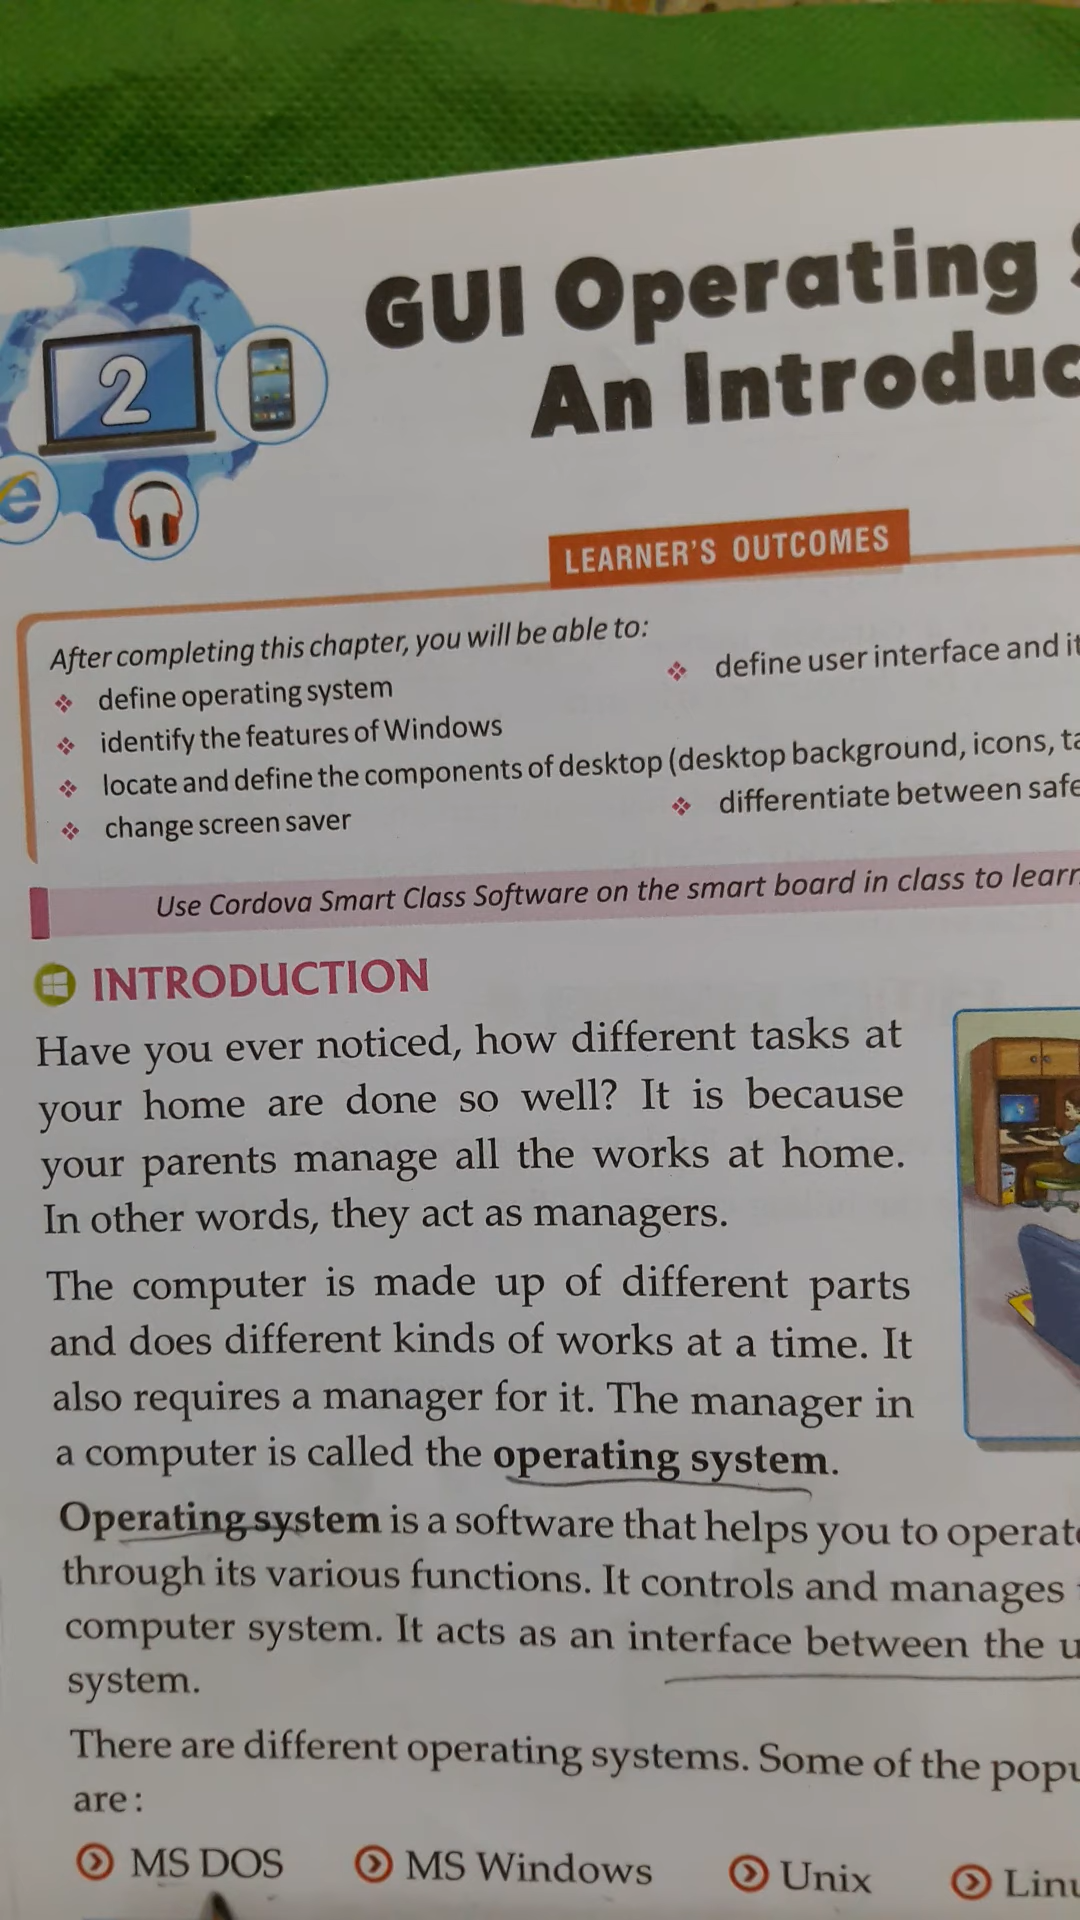 2
GUI Operating
An Introduc
e
LEARNER'S OUTCOMES
After completing this chapter, you will be able to:
define operating system
define user interface and it
identify the features of Windows
locate and define the components of desktop (desktop background, icons, ta
change screen saver
differentiate between safe
Use Cordova Smart Class Software on the smart board in class to learn
INTRODUCTION
Have you ever noticed, how different tasks at
your home are done so well? It is because
your parents manage all the works at home.
In other words, they act as managers.
The computer is made up of different parts
and does different kinds of works at a time. It
also requires a manager for it. The manager in
a computer is called the operating system.
Operating system is a software that helps you to operate
through its various functions. It controls and manages
computer system. It acts as an interface between the u
system.
There are different operating systems. Some of the popu
are :
MS DOS MS Windows Unix Linu